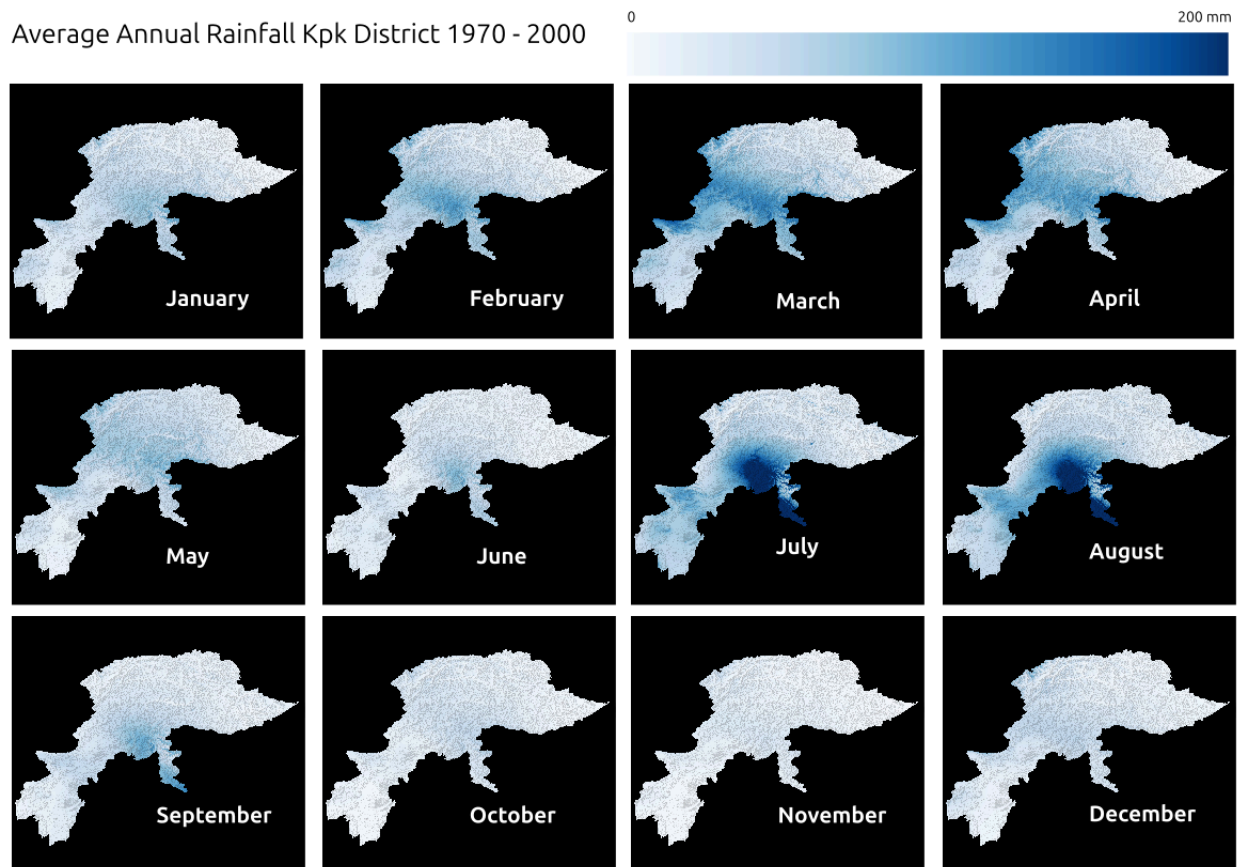 Average Annual Rainfall Kpk District 1970 - 2000
0
200 mm
January
February
March
April
May
June
July
August
September
October
November
December